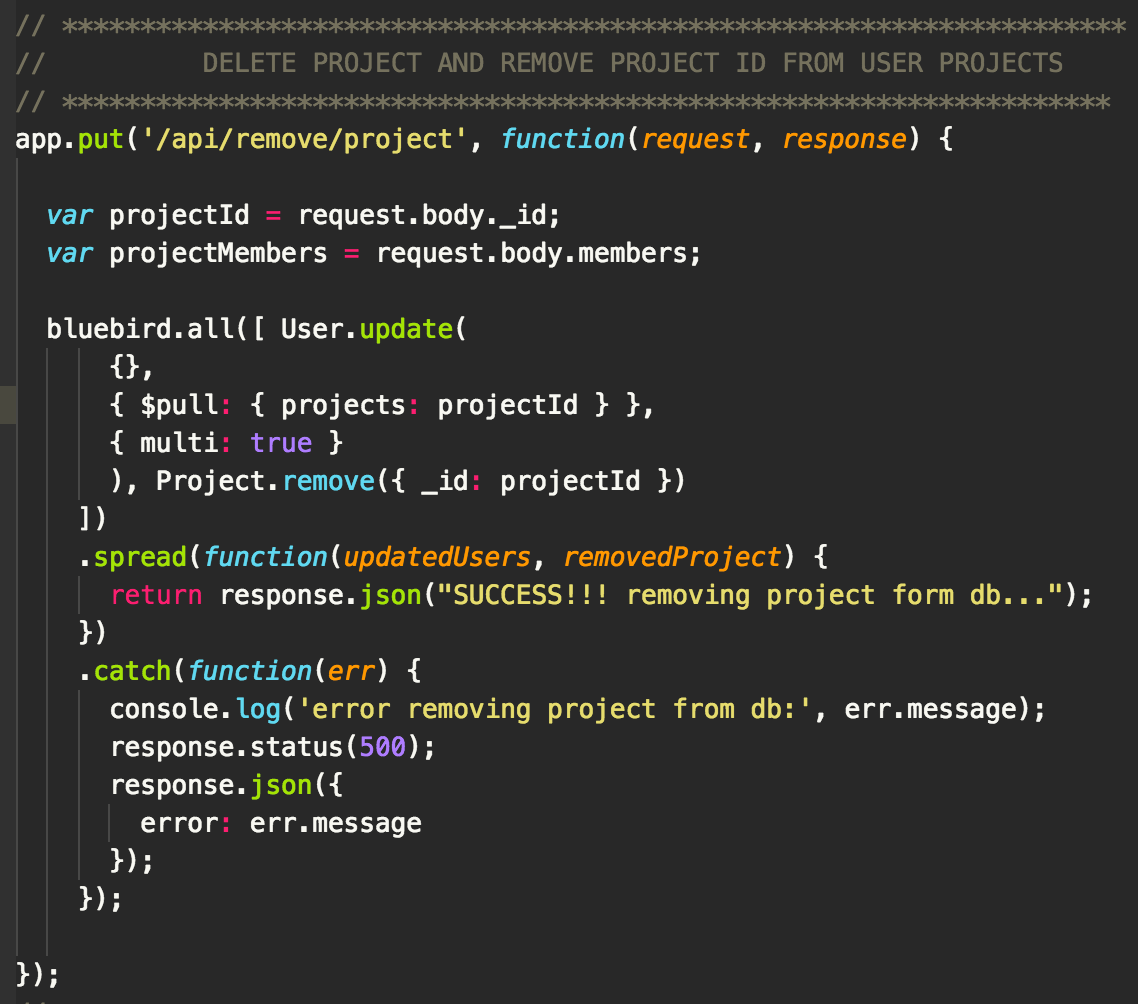 // ********************************************************************
//          DELETE PROJECT AND REMOVE PROJECT ID FROM USER PROJECTS
// *******************************************************************
app.put('/api/remove/project', function(request, response) {
  var projectId = request.body._id;
  var projectMembers = request.body.members;
  bluebird.all([ User.update(
      {},
      { $pull: { projects: projectId } },
      { multi: true }
      ), Project.remove({ _id: projectId })
    ])
    .spread(function(updatedUsers, removedProject) {
      return response.json("SUCCESS!!! removing project form db...");
    })
    .catch(function(err) {
      console.log('error removing project from db:', err.message);
      response.status(500);
      response.json({
        error: err.message
      });
    });
});